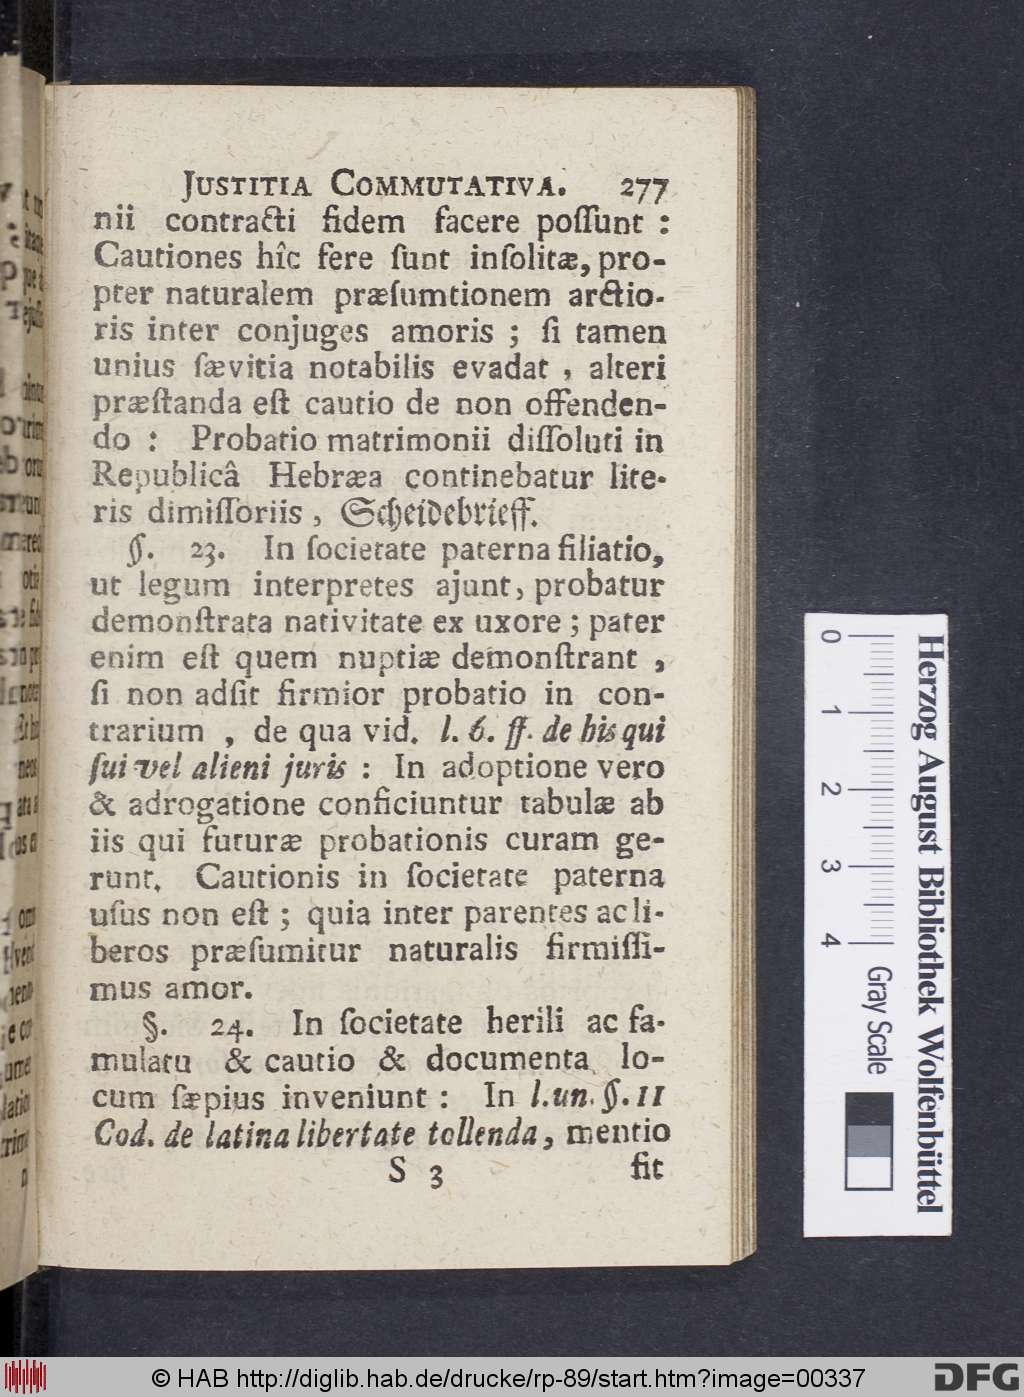 JUSTITIA COMMUTATIVA. 277
nii contracti fidem facere poſſunt :
Cautiones hîc fere ſunt inſolitæ, pro-
pter naturalem præſumtionem arctio-
ris inter conjuges amoris ; ſi tamen
unius ſævitia notabilis evadat , alteri
præſtanda eſt cautio de non offenden-
do : Probatio matrimonii diſſoluti in
Republicâ Hebræa continebatur lite-
ris dimiſſoriis , Scheidebrieff.
§. 23. In ſocietate paterna filiatio,
ut legum interpretes ajunt, probatur
demonſtrata nativitate ex uxore ; pater
enim eſt quem nuptiæ demonſtrant ,
ſi non adſit firmior probatio in con-
trarium , de qua vid. l. 6. ff. de his qui
ſui vel alieni juris : In adoptione vero
& adrogatione conficiuntur tabulæ ab
iis qui futuræ probationis curam ge-
runt. Cautionis in ſocietate paterna
uſus non eſt ; quia inter parentes ac li-
beros præſumitur naturalis firmiſſi-
mus amor.
§. 24. In ſocietate herili ac fa-
mulatu & cautio & documenta lo-
cum ſæpius inveniunt : In l. un. §. 11
Cod. de latina libertate tollenda, mentio
S 3 fit
0 1 2 3 4 Gray Scale
Herzog August Bibliothek Wolfenbüttel
© HAB http://diglib.hab.de/drucke/rp-89/start.htm?image=00337
DFG